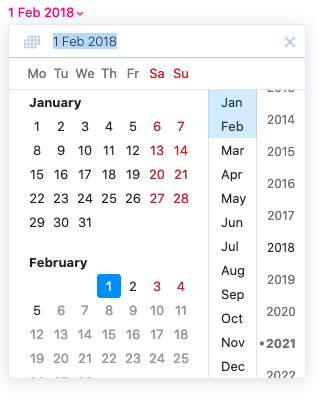 1 Feb 2018
1 Feb 2018
Mo Tu We Th Fr Sa Su
January
1 2 3 4 5 6 7
8 9 10 11 12 13 14
15 16 17 18 19 20 21
22 23 24 25 26 27 28
29 30 31
February
1 2 3 4
5 6 7 8 9 10 11
12 13 14 15 16 17 18
19 20 21 22 23 24 25
Jan
Feb
Mar
Apr
May
Jun
Jul
Aug
Sep
Oct
Nov
Dec
2014
2015
2016
2017
2018
2019
2020
• 2021
2022